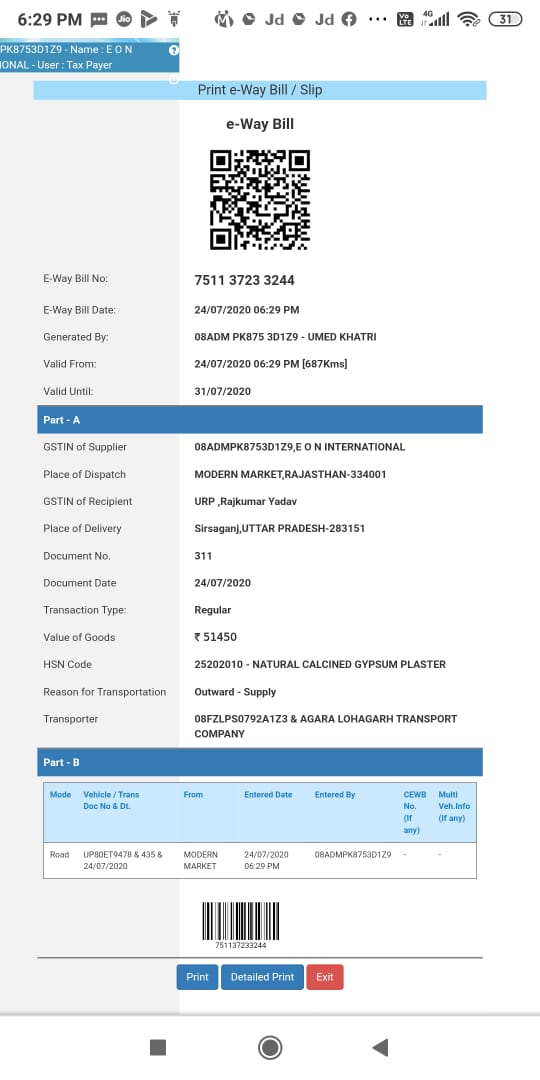 6:29 PM Jio Jd Jd ... Vo LTE 4G 31
PK8753D1Z9 - Name : E O N
IONAL - User : Tax Payer
Print e-Way Bill / Slip
e-Way Bill
E-Way Bill No: 7511 3723 3244
E-Way Bill Date: 24/07/2020 06:29 PM
Generated By: 08ADM PK875 3D1Z9 - UMED KHATRI
Valid From: 24/07/2020 06:29 PM [687Kms]
Valid Until: 31/07/2020
Part - A
GSTIN of Supplier 08ADMPK8753D1Z9,E O N INTERNATIONAL
Place of Dispatch MODERN MARKET,RAJASTHAN-334001
GSTIN of Recipient URP ,Rajkumar Yadav
Place of Delivery Sirsaganj,UTTAR PRADESH-283151
Document No. 311
Document Date 24/07/2020
Transaction Type: Regular
Value of Goods ₹ 51450
HSN Code 25202010 - NATURAL CALCINED GYPSUM PLASTER
Reason for Transportation Outward - Supply
Transporter 08FZLPS0792A1Z3 & AGARA LOHAGARH TRANSPORT
COMPANY
Part - B
Mode Vehicle / Trans From Entered Date Entered By CEWB Multi
Doc No & Dt. No. Veh.Info
(If (If any)
any)
Road UP80ET9478 & 435 & MODERN 24/07/2020 08ADMPK8753D1Z9 - -
24/07/2020 MARKET 06:29 PM
751137233244
Print Detailed Print Exit